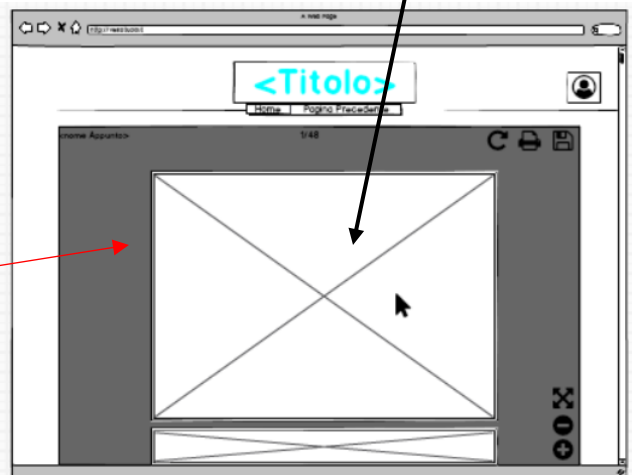 A Web Page
<Titolo>
Home Pagina Precedente
<nome Appunto> 1/48